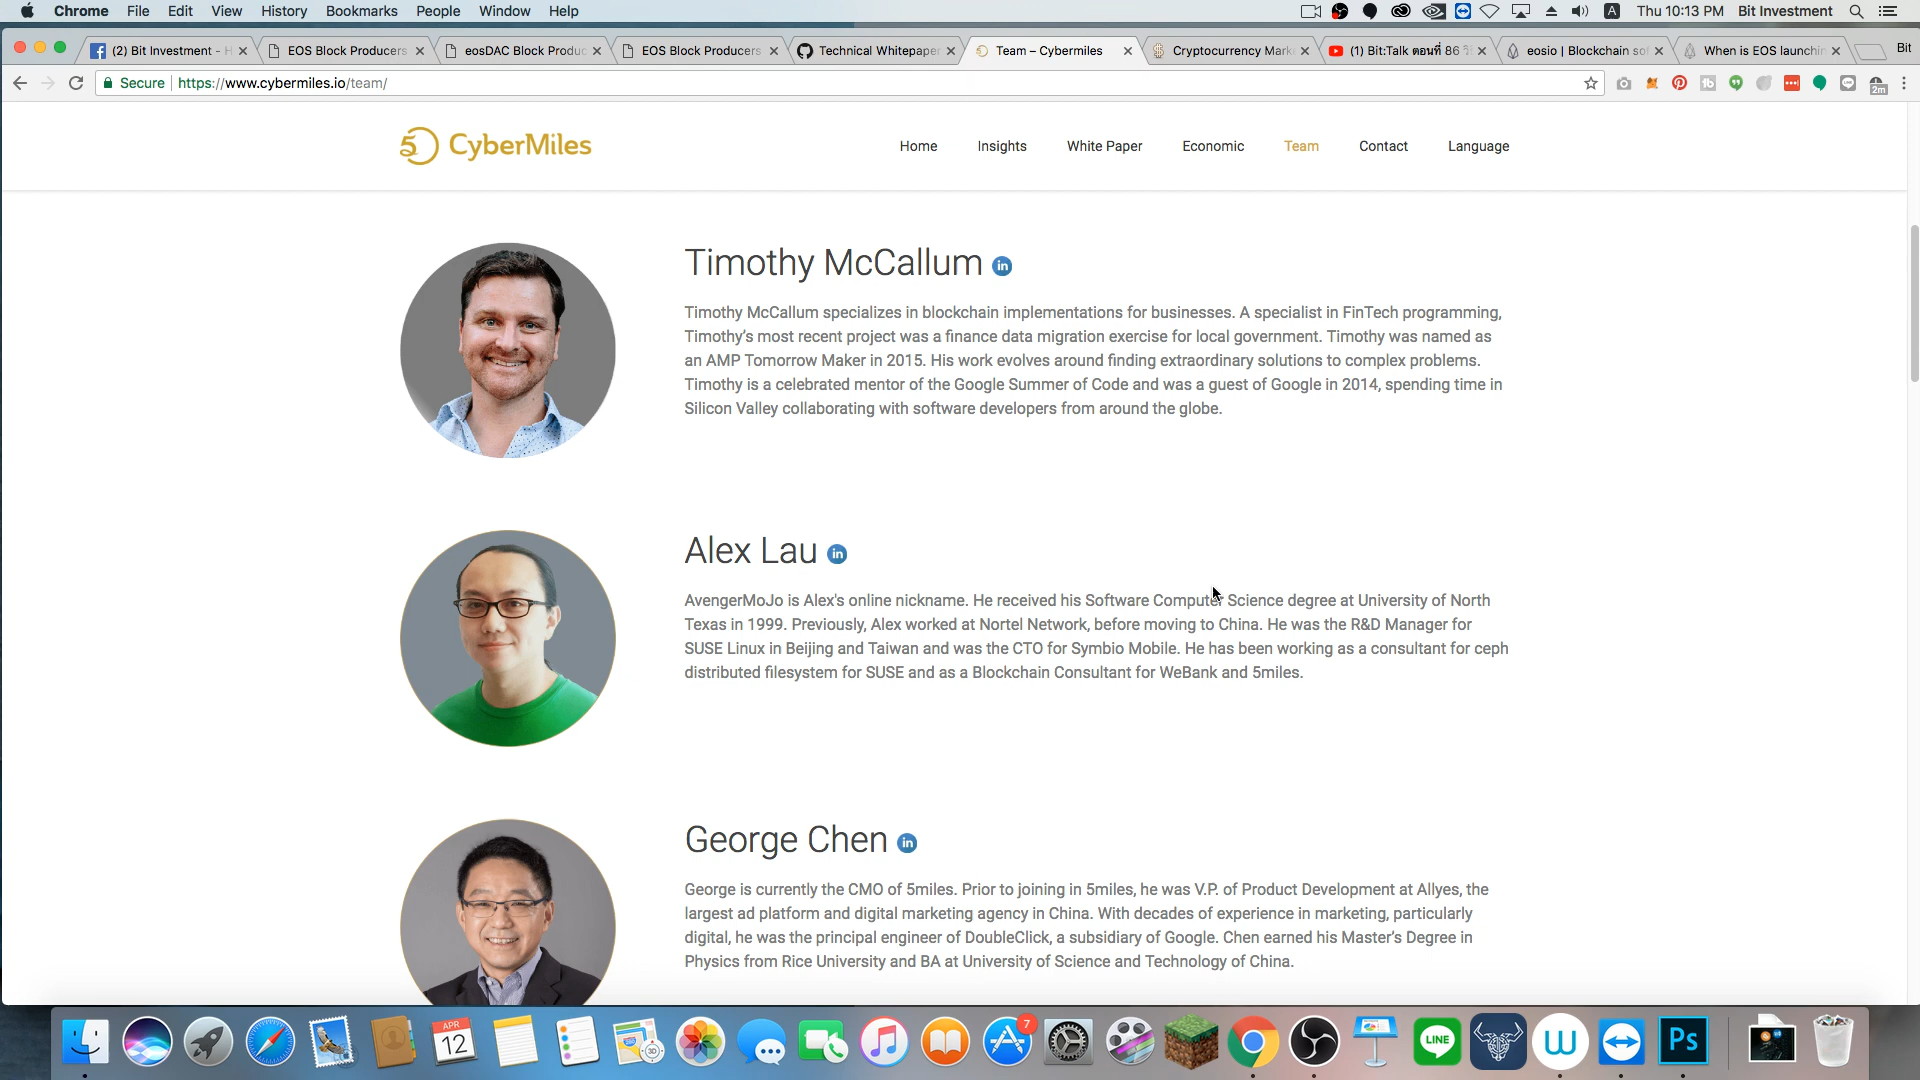 Chrome File Edit View History Bookmarks People Window Help Thu 10:13 PM Bit Investment
(2) Bit Investment - H EOS Block Producers eosDAC Block Produc EOS Block Producers Technical Whitepape Team – Cybermiles Cryptocurrency Mark (1) Bit:Talk ตอนที่ 86 eosio | Blockchain so When is EOS launchin Bit
Secure https://www.cybermiles.io/team/ 2m
5 CyberMiles
Home Insights White Paper Economic Team Contact Language
Timothy McCallum in
Timothy McCallum specializes in blockchain implementations for businesses. A specialist in FinTech programming,
Timothy's most recent project was a finance data migration exercise for local government. Timothy was named as
an AMP Tomorrow Maker in 2015. His work evolves around finding extraordinary solutions to complex problems.
Timothy is a celebrated mentor of the Google Summer of Code and was a guest of Google in 2014, spending time in
Silicon Valley collaborating with software developers from around the globe.
Alex Lau in
AvengerMoJo is Alex's online nickname. He received his Software Computer Science degree at University of North
Texas in 1999. Previously, Alex worked at Nortel Network, before moving to China. He was the R&D Manager for
SUSE Linux in Beijing and Taiwan and was the CTO for Symbio Mobile. He has been working as a consultant for ceph
distributed filesystem for SUSE and as a Blockchain Consultant for WeBank and 5miles.
George Chen in
George is currently the CMO of 5miles. Prior to joining in 5miles, he was V.P. of Product Development at Allyes, the
largest ad platform and digital marketing agency in China. With decades of experience in marketing, particularly
digital, he was the principal engineer of DoubleClick, a subsidiary of Google. Chen earned his Master's Degree in
Physics from Rice University and BA at University of Science and Technology of China.
APR
12
3D
7
LINE
W
Ps